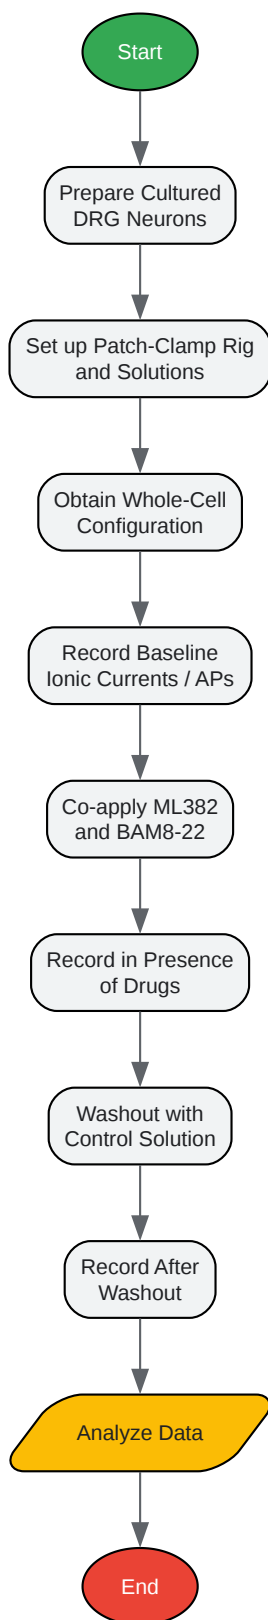 Start
Prepare Cultured
DRG Neurons
Set up Patch-Clamp Rig
and Solutions
Obtain Whole-Cell
Configuration
Record Baseline
Ionic Currents / APs
Co-apply ML382
and BAM8-22
Record in Presence
of Drugs
Washout with
Control Solution
Record After
Washout
Analyze Data
End